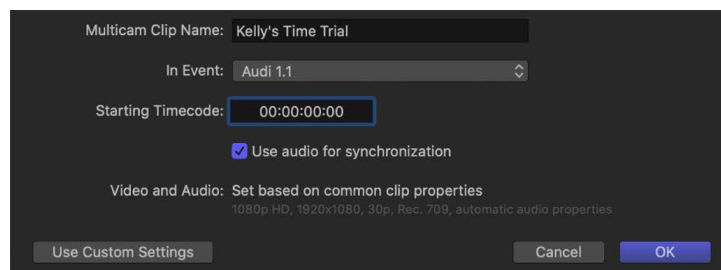 Multicam Clip Name: Kelly's Time Trial
In Event: Audi 1.1
Starting Timecode: 00:00:00:00
Use audio for synchronization
Video and Audio: Set based on common clip properties
1080p HD, 1920x1080, 30p, Rec. 709, automatic audio properties
Use Custom Settings Cancel OK